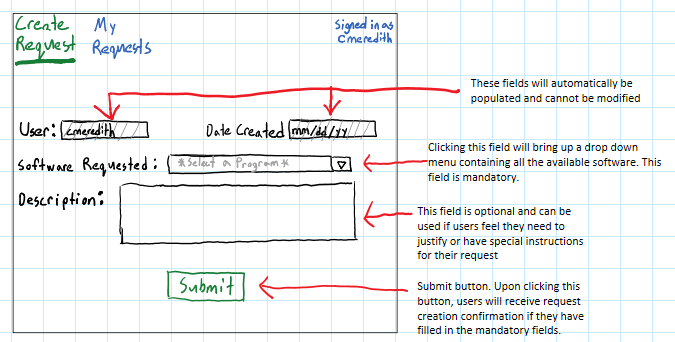 Create Request
My Requests
Signed in as Cmeredith
These fields will automatically be
populated and cannot be modified
User: Cmeredith
Date Created mm/dd/yy
Software Requested: *Select a Program*
Clicking this field will bring up a drop down
menu containing all the available software. This
field is mandatory.
Description:
This field is optional and can be
used if users feel they need to
justify or have special instructions
for their request
Submit
Submit button. Upon clicking this
button, users will receive request
creation confirmation if they have
filled in the mandatory fields.